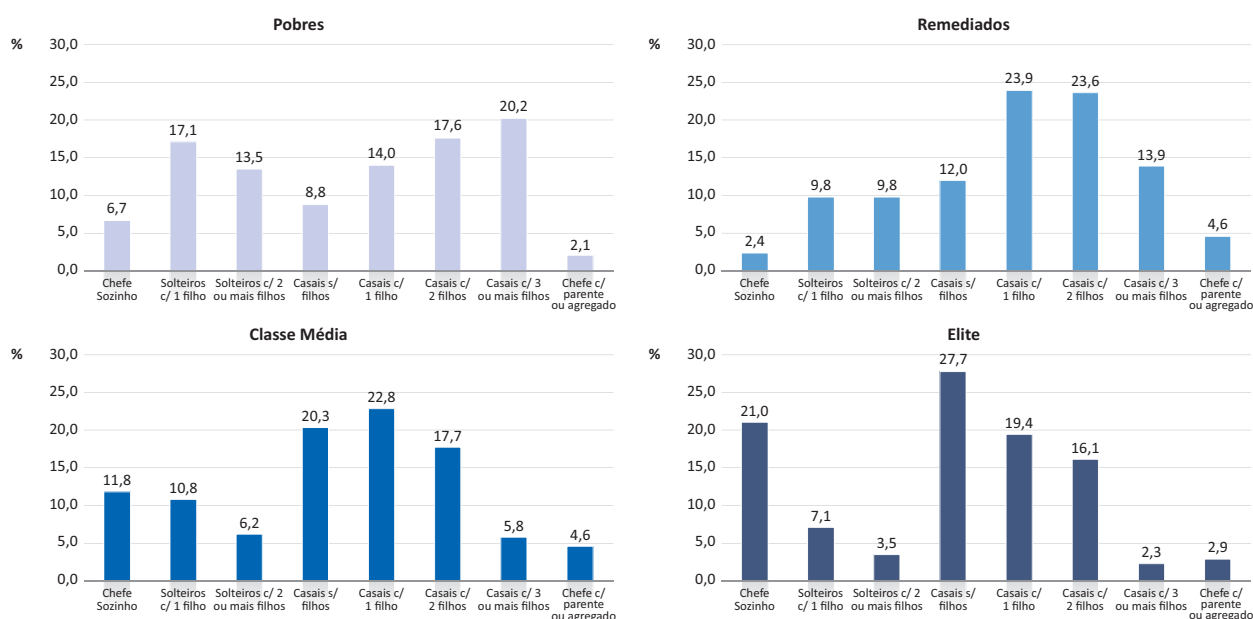 Pobres
%
30,0
25,0
20,0
15,0
10,0
5,0
0,0
6,7
17,1
13,5
8,8
14,0
17,6
20,2
2,1
Chefe
Sozinho
Solteiros
c/ 1 filho
Solteiros c/ 2
ou mais filhos
Casais s/
filhos
Casais c/
1 filho
Casais c/
2 filhos
Casais c/ 3
ou mais filhos
Chefe c/
parente
ou agregado
Remediados
%
30,0
25,0
20,0
15,0
10,0
5,0
0,0
2,4
9,8
9,8
12,0
23,9
23,6
13,9
4,6
Chefe
Sozinho
Solteiros
c/ 1 filho
Solteiros c/ 2
ou mais filhos
Casais s/
filhos
Casais c/
1 filho
Casais c/
2 filhos
Casais c/ 3
ou mais filhos
Chefe c/
parente
ou agregado
Classe Média
%
30,0
25,0
20,0
15,0
10,0
5,0
0,0
11,8
10,8
6,2
20,3
22,8
17,7
5,8
4,6
Chefe
Sozinho
Solteiros
c/ 1 filho
Solteiros c/ 2
ou mais filhos
Casais s/
filhos
Casais c/
1 filho
Casais c/
2 filhos
Casais c/ 3
ou mais filhos
Chefe c/
parente
ou agregado
Elite
%
30,0
25,0
20,0
15,0
10,0
5,0
0,0
21,0
7,1
3,5
27,7
19,4
16,1
2,3
2,9
Chefe
Sozinho
Solteiros
c/ 1 filho
Solteiros c/ 2
ou mais filhos
Casais s/
filhos
Casais c/
1 filho
Casais c/
2 filhos
Casais c/ 3
ou mais filhos
Chefe c/
parente
ou agregado